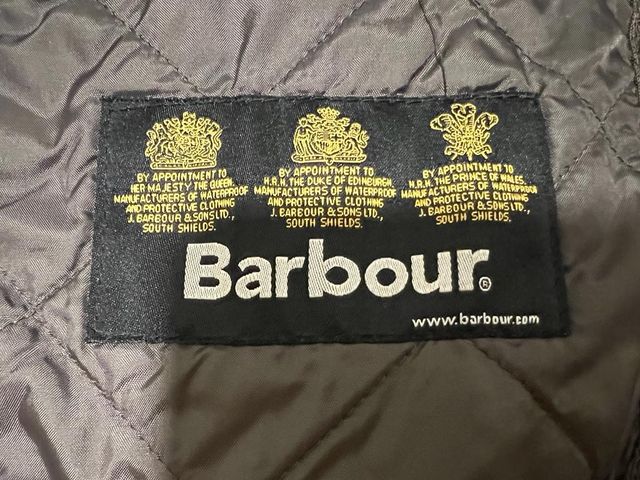 BY APPOINTMENT TO
HER MAJESTY THE QUEEN
MANUFACTURERS OF WATERPROOF
AND PROTECTIVE CLOTHING
J. BARBOUR & SONS LTD.,
SOUTH SHIELDS.
BY APPOINTMENT TO
H.R.H. THE DUKE OF EDINBURGH
MANUFACTURERS OF WATERPROOF
AND PROTECTIVE CLOTHING
J. BARBOUR & SONS LTD.,
SOUTH SHIELDS.
BY APPOINTMENT TO
H.R.H. THE PRINCE OF WALES
MANUFACTURERS OF WATERPROOF
AND PROTECTIVE CLOTHING
J. BARBOUR & SONS LTD.,
SOUTH SHIELDS.
Barbour®
www.barbour.com